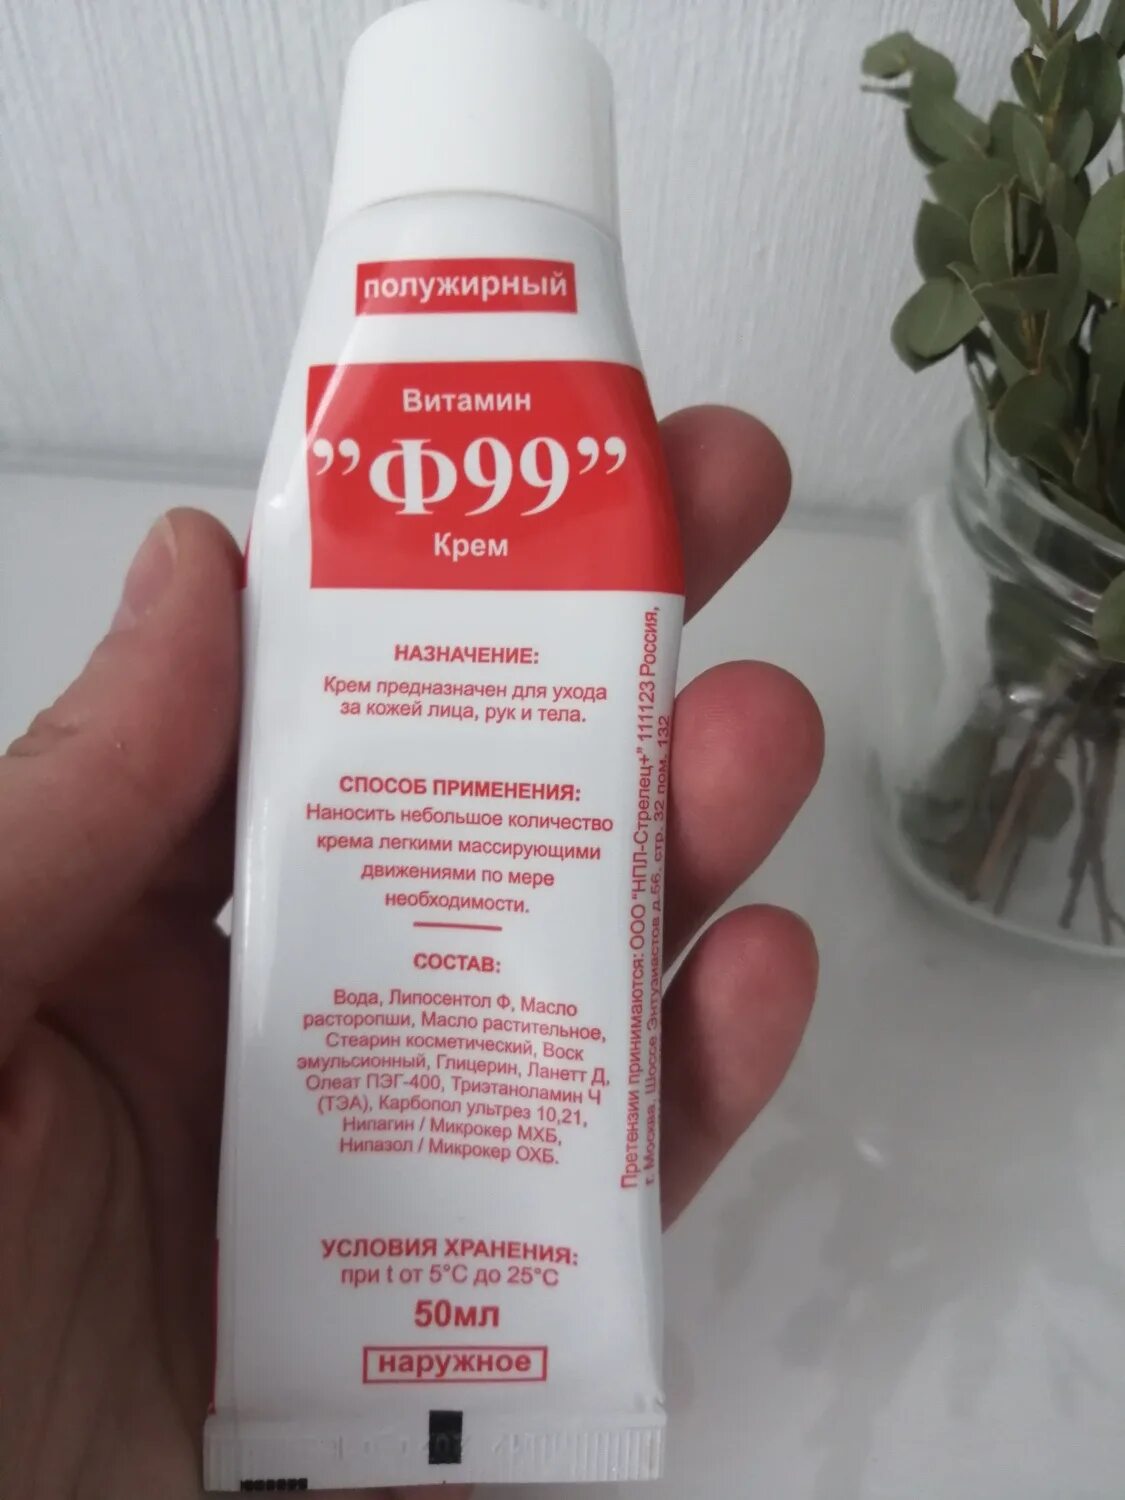 полужирный
Витамин
”Ф99”
Крем
НАЗНАЧЕНИЕ:
Крем предназначен для ухода
за кожей лица, рук и тела.
СПОСОБ ПРИМЕНЕНИЯ:
Наносить небольшое количество
крема легкими массирующими
движениями по мере
необходимости.
СОСТАВ:
Вода, Липосентол Ф, Масло
расторопши, Масло растительное,
Стеарин косметический, Воск
эмульсионный, Глицерин, Ланетт Д,
Олеат ПЭГ-400, Триэтаноламин Ч
(ТЭА), Карбопол ультрез 10,21,
Нипагин / Микрокер МХБ,
Нипазол / Микрокер ОХБ.
УСЛОВИЯ ХРАНЕНИЯ:
при t от 5°С до 25°С
50мл
наружное
Претензии принимаются: ООО "НПЛ-Стрелец+" 111123 Россия,
г. Москва, Шоссе Энтузиастов д.56, стр. 32 пом. 132